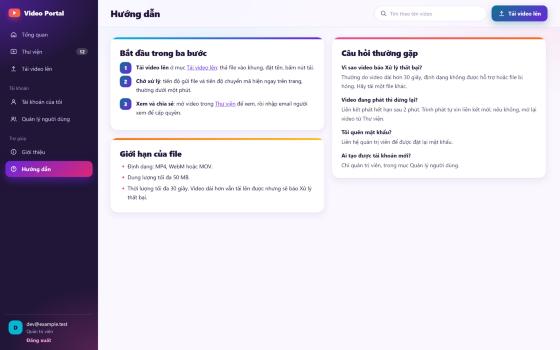 Video Portal
Tổng quan
Thư viện 12
Tải video lên
Tài khoản
Tài khoản của tôi
Quản lý người dùng
Trợ giúp
Giới thiệu
Hướng dẫn
D
dev@example.test
Quản trị viên
Đăng xuất
Hướng dẫn
Tìm theo tên video
Tải video lên
Bắt đầu trong ba bước
1 Tải video lên ở mục Tải video lên: thả file vào khung, đặt tên, bấm nút tải.
2 Chờ xử lý: tiến độ gửi file và tiến độ chuyển mã hiện ngay trên trang,
thường dưới một phút.
3 Xem và chia sẻ: mở video trong Thư viện để xem, rồi nhập email người
xem để cấp quyền.
Giới hạn của file
Định dạng: MP4, WebM hoặc MOV.
Dung lượng tối đa 50 MB.
Thời lượng tối đa 30 giây. Video dài hơn vẫn tải lên được nhưng sẽ báo Xử lý
thất bại.
Câu hỏi thường gặp
Vì sao video báo Xử lý thất bại?
Thường do video dài hơn 30 giây, định dạng không được hỗ trợ hoặc file bị
hỏng. Hãy tải một file khác.
Video đang phát thì dừng lại?
Liên kết phát hết hạn sau 2 phút. Trình phát tự xin liên kết mới; nếu không, mở lại
video từ Thư viện.
Tôi quên mật khẩu?
Liên hệ quản trị viên để được đặt lại mật khẩu.
Ai tạo được tài khoản mới?
Chỉ quản trị viên, trong mục Quản lý người dùng.